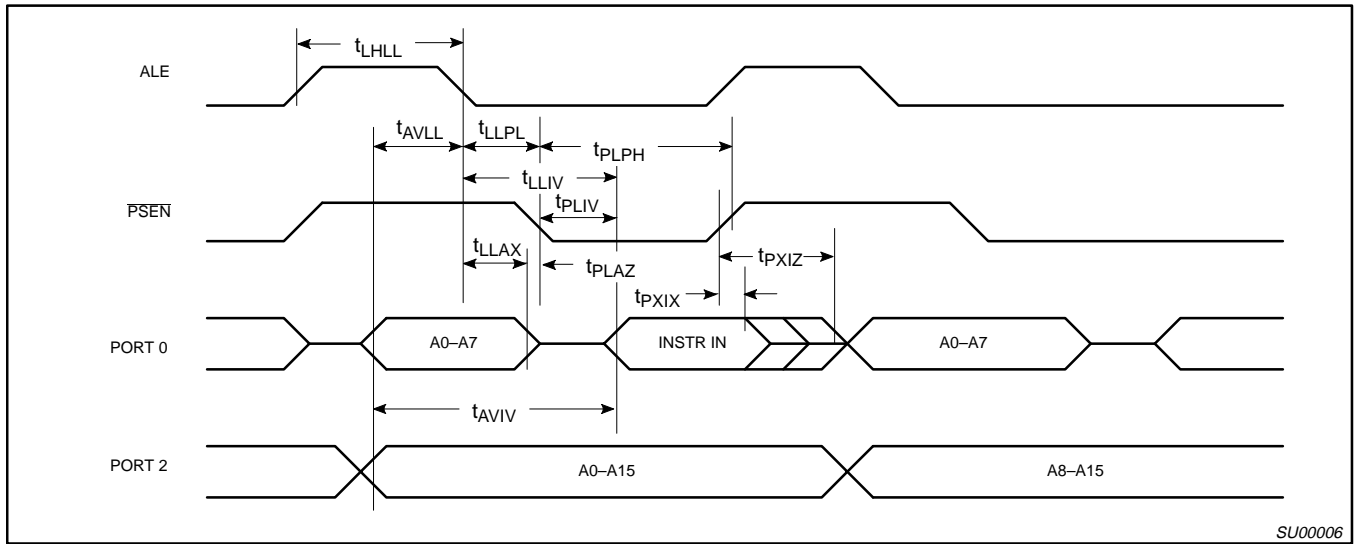 tLHLL
ALE
tAVLL
tLLPL
tPLPH
tLLIV
PSEN
tPLIV
tLLAX
tPLAZ
tPXIZ
tPXIX
PORT 0
A0–A7
INSTR IN
A0–A7
tAVIV
PORT 2
A0–A15
A8–A15
SU00006